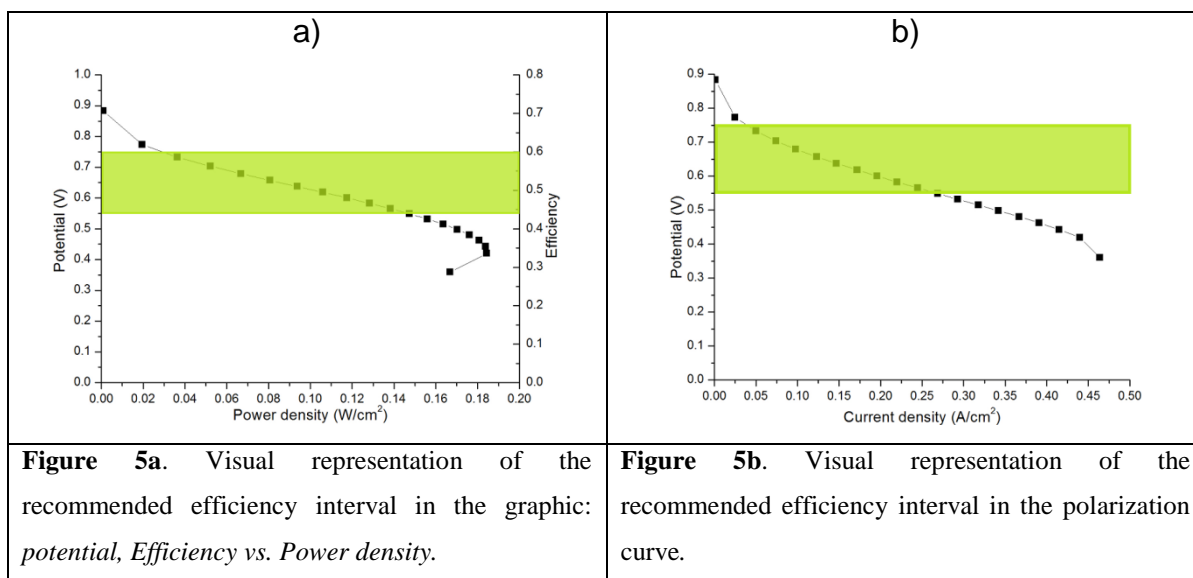 a)
1.0
0.9
0.8
0.7
0.6
0.5
0.4
0.3
0.2
0.1
0.0
Potential (V)
0.8
0.7
0.6
0.5
0.4
0.3
0.2
0.1
0.0
Efficiency
0.00 0.02 0.04 0.06 0.08 0.10 0.12 0.14 0.16 0.18 0.20
Power density (W/cm²)
b)
0.9
0.8
0.7
0.6
0.5
0.4
0.3
0.2
0.1
0.0
Potential (V)
0.00 0.05 0.10 0.15 0.20 0.25 0.30 0.35 0.40 0.45 0.50
Current density (A/cm²)
Figure 5a. Visual representation of the
recommended efficiency interval in the graphic:
potential, Efficiency vs. Power density.
Figure 5b. Visual representation of the
recommended efficiency interval in the polarization
curve.